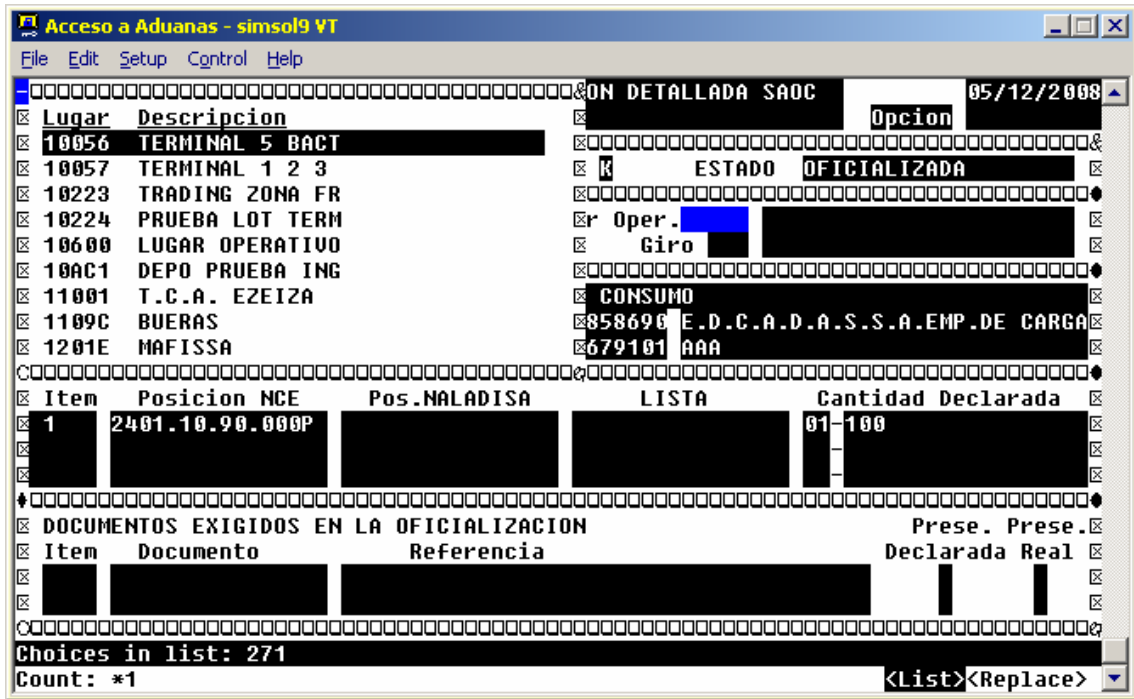 Acceso a Aduanas - simsol9 VT
File Edit Setup Control Help
ON DETALLADA SAOC 05/12/2008
Lugar Descripcion Opcion
10056 TERMINAL 5 BACT
10057 TERMINAL 1 2 3 K ESTADO OFICIALIZADA
10223 TRADING ZONA FR
10224 PRUEBA LOT TERM r Oper.
10600 LUGAR OPERATIVO Giro
10AC1 DEPO PRUEBA ING
11001 T.C.A. EZEIZA CONSUMO
1109C BUERAS 858690 E.D.C.A.D.A.S.S.A.EMP.DE CARGA
1201E MAFISSA 679101 AAA
Item Posicion NCE Pos.NALADISA LISTA Cantidad Declarada
1 2401.10.90.000P 01-100
-
-
DOCUMENTOS EXIGIDOS EN LA OFICIALIZACION Prese. Prese.
Item Documento Referencia Declarada Real
Choices in list: 271
Count: *1 <List><Replace>